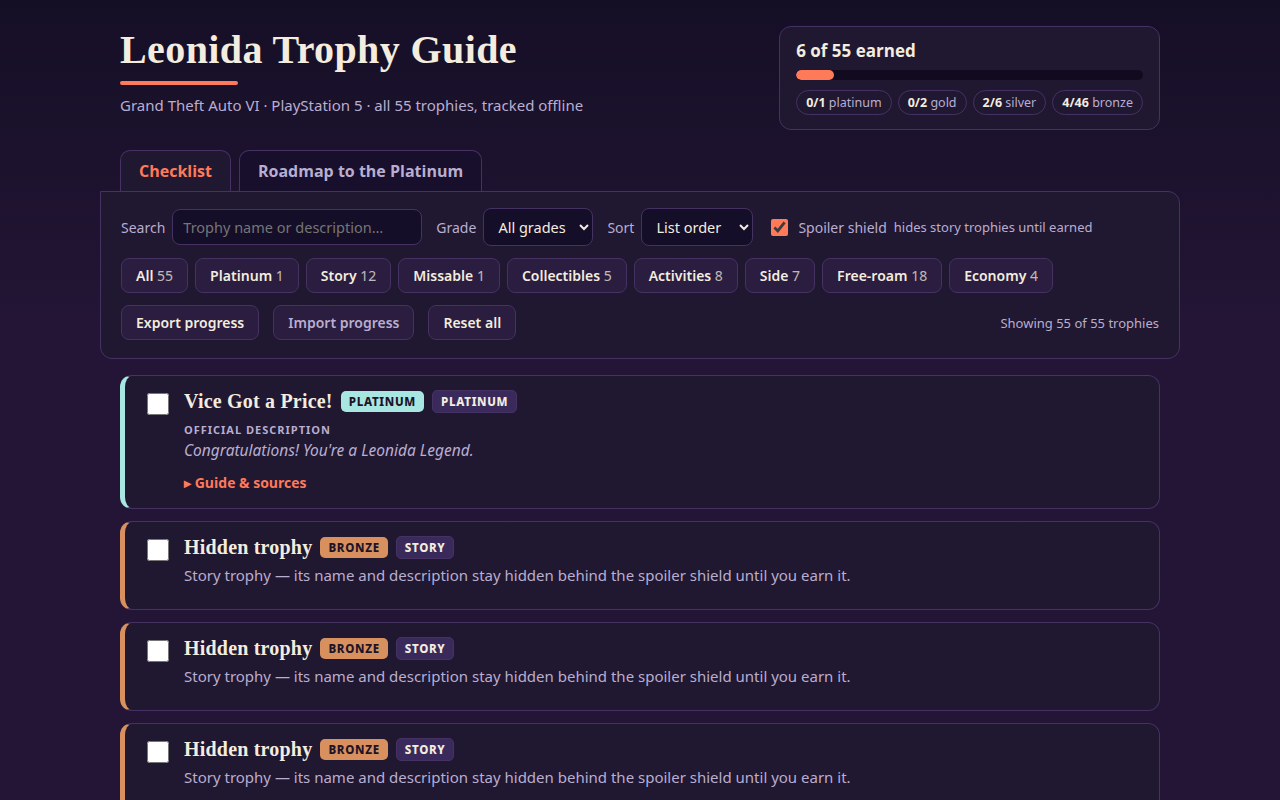 Leonida Trophy Guide
Grand Theft Auto VI · PlayStation 5 · all 55 trophies, tracked offline
6 of 55 earned
0/1 platinum 0/2 gold 2/6 silver 4/46 bronze
Checklist Roadmap to the Platinum
Search Trophy name or description... Grade All grades Sort List order Spoiler shield hides story trophies until earned
All 55 Platinum 1 Story 12 Missable 1 Collectibles 5 Activities 8 Side 7 Free-roam 18 Economy 4
Export progress Import progress Reset all Showing 55 of 55 trophies
Vice Got a Price! PLATINUM PLATINUM
OFFICIAL DESCRIPTION
Congratulations! You're a Leonida Legend.
▸ Guide & sources
Hidden trophy BRONZE STORY
Story trophy — its name and description stay hidden behind the spoiler shield until you earn it.
Hidden trophy BRONZE STORY
Story trophy — its name and description stay hidden behind the spoiler shield until you earn it.
Hidden trophy BRONZE STORY
Story trophy — its name and description stay hidden behind the spoiler shield until you earn it.